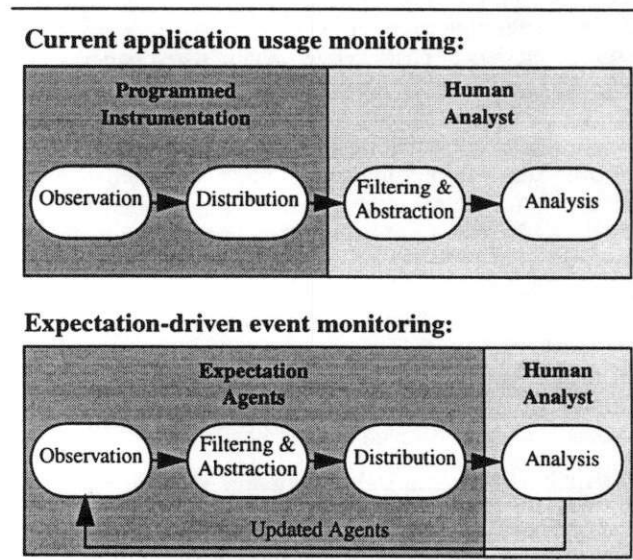 Current application usage monitoring:
Programmed
Instrumentation
Human
Analyst
Observation
Distribution
Filtering &
Abstraction
Analysis
Expectation-driven event monitoring:
Expectation
Agents
Human
Analyst
Observation
Filtering &
Abstraction
Distribution
Analysis
Updated Agents